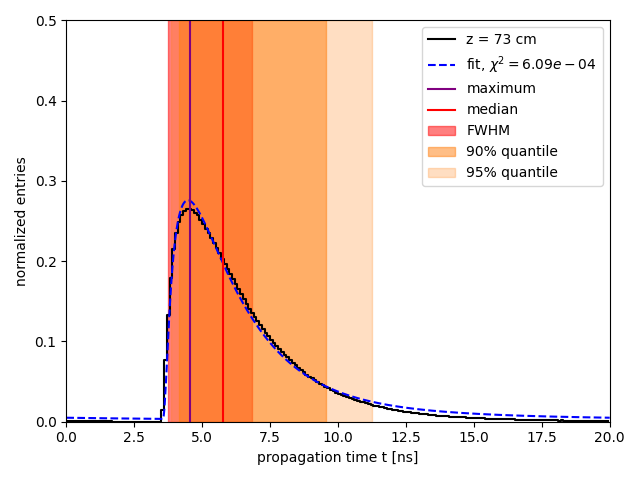 0.5
0.4
0.3
0.2
0.1
0.0
normalized entries
0.0 2.5 5.0 7.5 10.0 12.5 15.0 17.5 20.0
propagation time t [ns]
z = 73 cm
fit, χ² = 6.09e − 04
maximum
median
FWHM
90% quantile
95% quantile